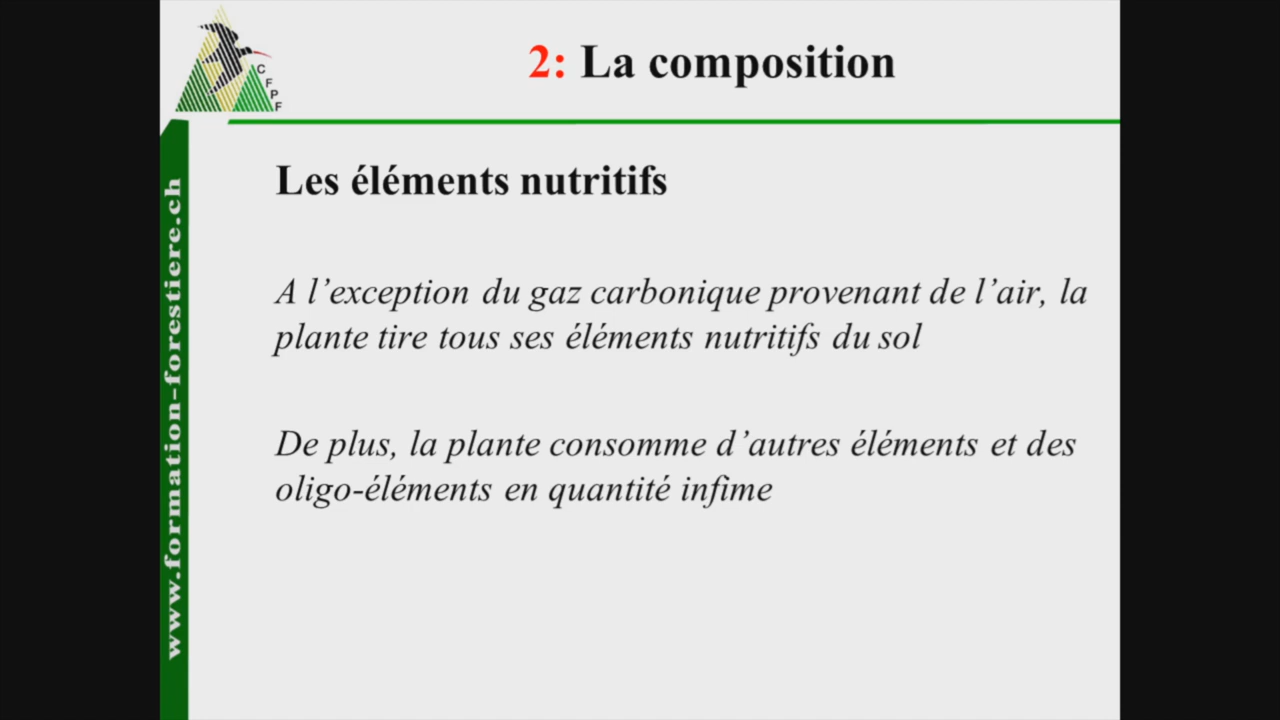 C
F
P
F
2: La composition
www.formation-forestiere.ch
Les éléments nutritifs
A l’exception du gaz carbonique provenant de l’air, la
plante tire tous ses éléments nutritifs du sol
De plus, la plante consomme d’autres éléments et des
oligo-éléments en quantité infime